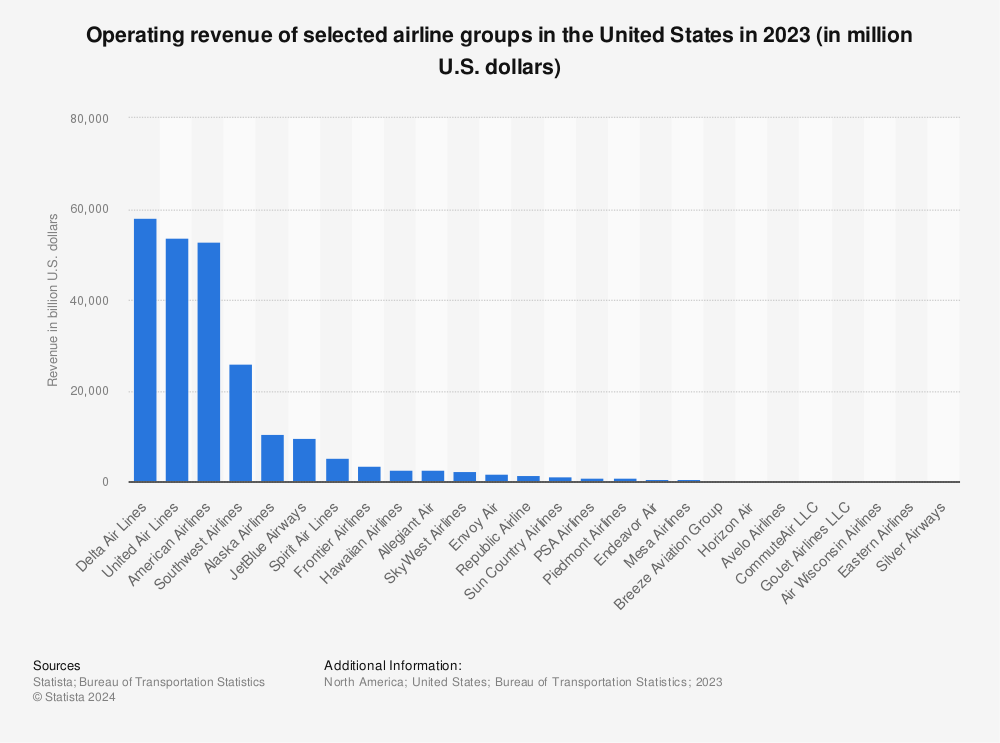 Operating revenue of selected airline groups in the United States in 2023 (in million
U.S. dollars)
Revenue in billion U.S. dollars
80,000
60,000
40,000
20,000
0
Delta Air Lines
United Air Lines
American Airlines
Southwest Airlines
Alaska Airlines
JetBlue Airways
Spirit Air Lines
Frontier Airlines
Hawaiian Airlines
Allegiant Air
SkyWest Airlines
Envoy Air
Republic Airline
Sun Country Airlines
PSA Airlines
Piedmont Airlines
Endeavor Air
Mesa Airlines
Breeze Aviation Group
Horizon Air
Avelo Airlines
CommuteAir LLC
GoJet Airlines LLC
Air Wisconsin Airlines
Eastern Airlines
Silver Airways
Sources
Statista; Bureau of Transportation Statistics
© Statista 2024
Additional Information:
North America; United States; Bureau of Transportation Statistics; 2023